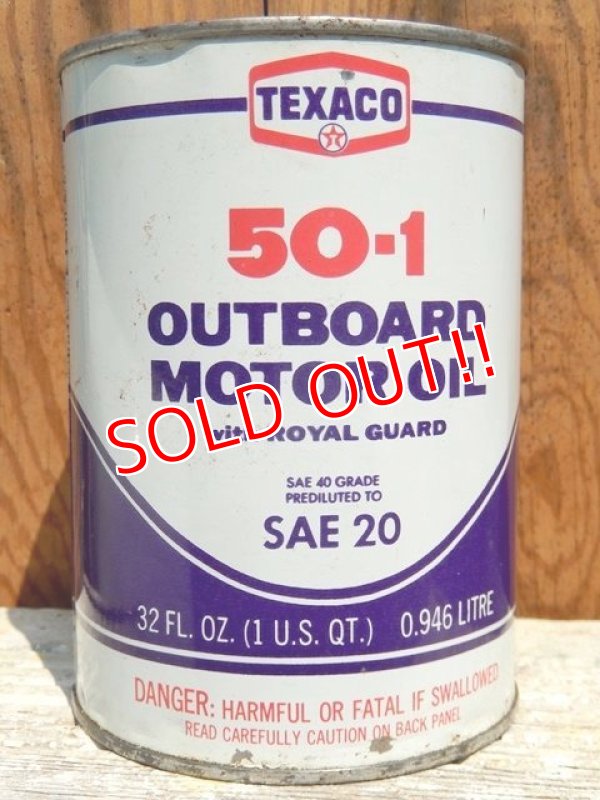 TEXACO
50-1
OUTBOARD
MOTOR OIL
with ROYAL GUARD
SOLD OUT!!
SAE 40 GRADE
PREDILUTED TO
SAE 20
32 FL. OZ. (1 U.S. QT.) 0.946 LITRE
DANGER: HARMFUL OR FATAL IF SWALLOWED
READ CAREFULLY CAUTION ON BACK PANEL